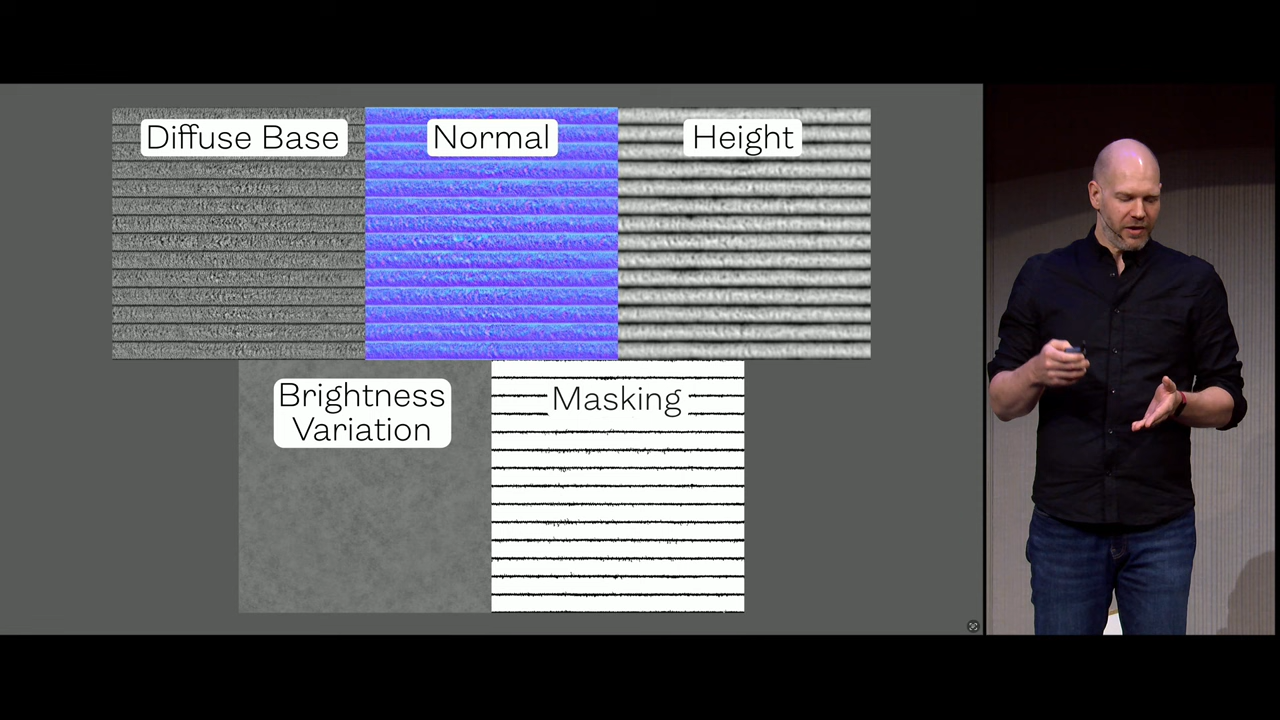 Diffuse Base
Normal
Height
Brightness
Variation
Masking